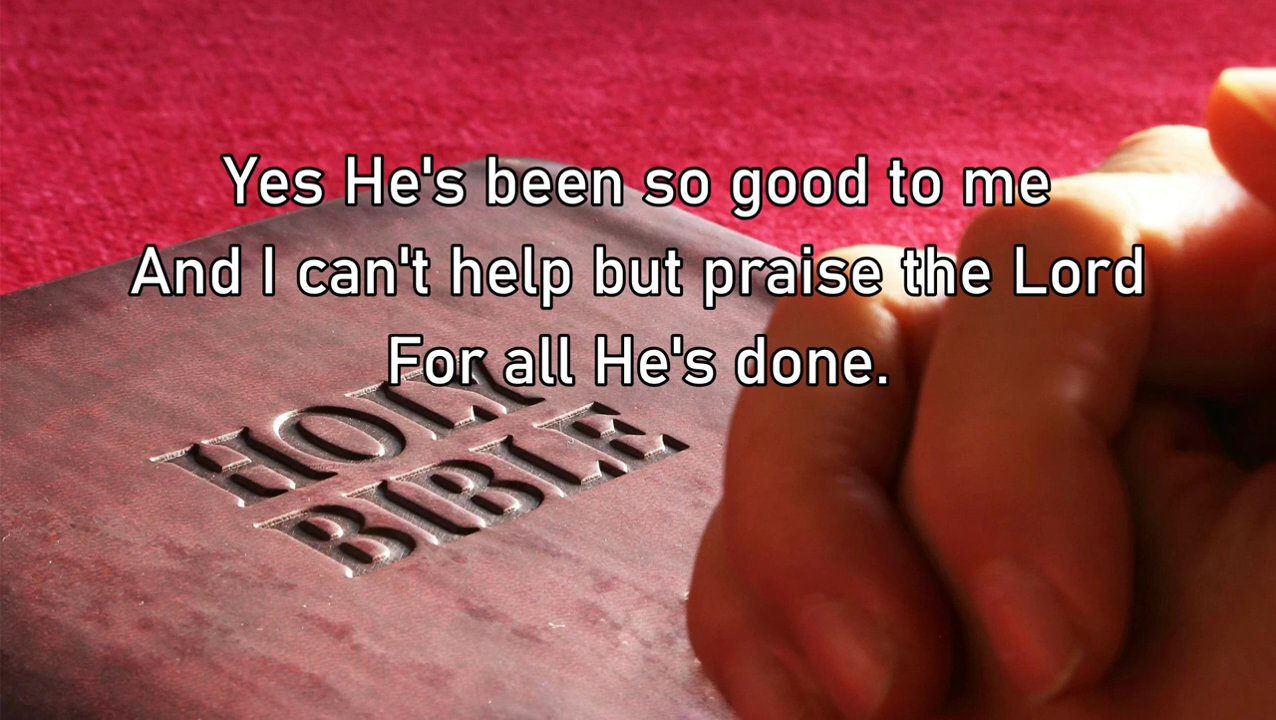 Yes He's been so good to me
And I can't help but praise the Lord
For all He's done.
HOLY
BIBLE